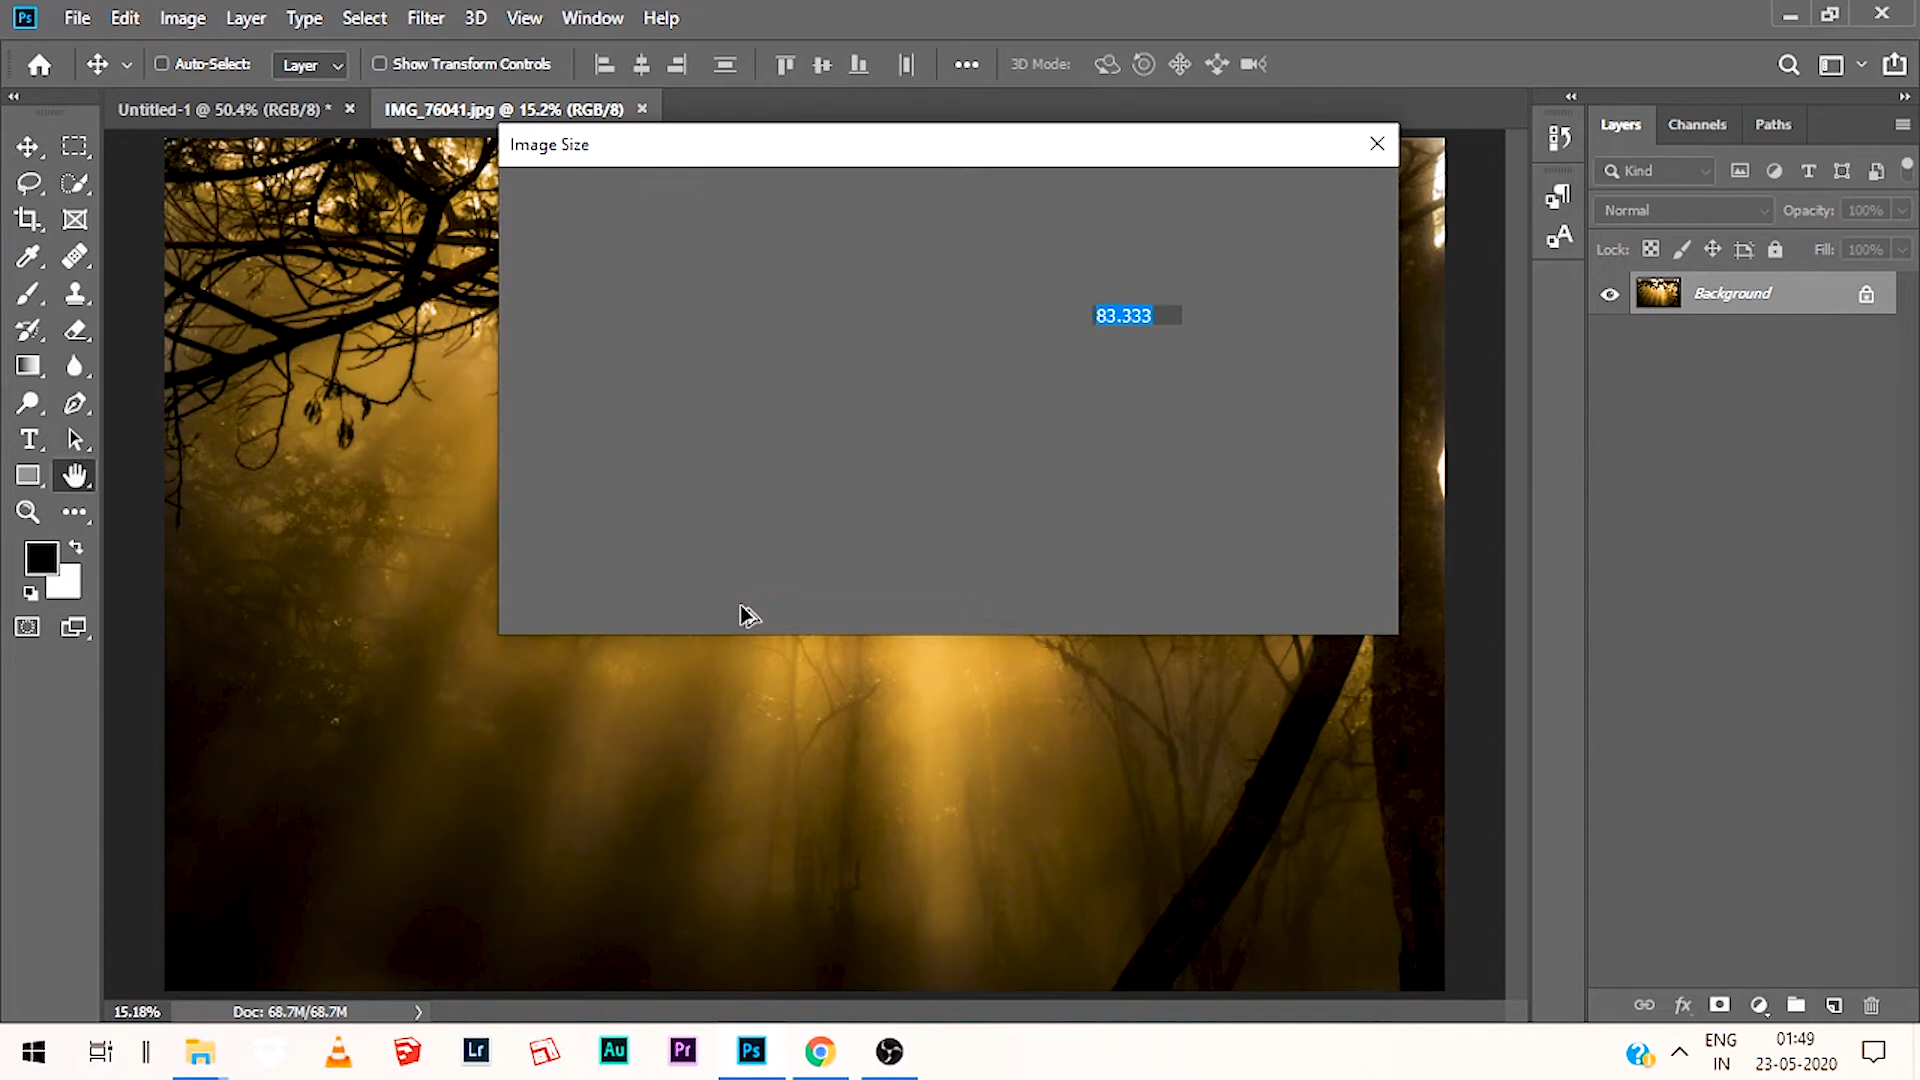 Ps File Edit Image Layer Type Select Filter 3D View Window Help
Auto-Select: Layer Show Transform Controls 3D Mode:
Untitled-1 @ 50.4% (RGB/8) * IMG_76041.jpg @ 15.2% (RGB/8)
Image Size
83.333
Layers Channels Paths
Kind
Normal Opacity: 100%
Lock: Fill: 100%
Background
15.18% Doc: 68.7M/68.7M
Lr Au Pr Ps
ENG
IN
01:49
23-05-2020